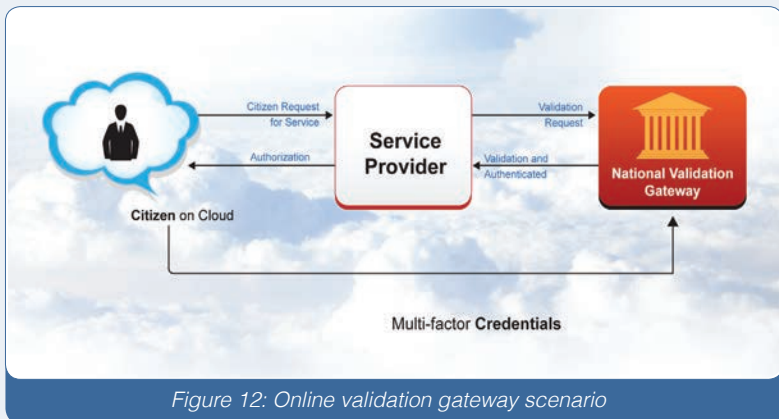 Citizen Request
for Service
Authorization
Service
Provider
Validation
Request
Validation and
Authenticated
National Validation
Gateway
Citizen on Cloud
Multi-factor Credentials
Figure 12: Online validation gateway scenario